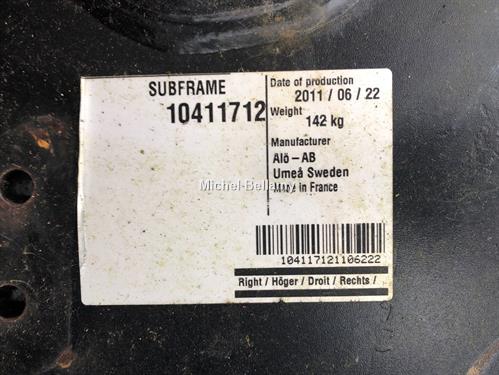 SUBFRAME
10411712
Date of production
2011 / 06 / 22
Weight
142 kg
Manufacturer
Alö-AB
Umeå Sweden
Made in France
Michel-Bel
104117121106222
Right / Höger / Droit / Rechts /